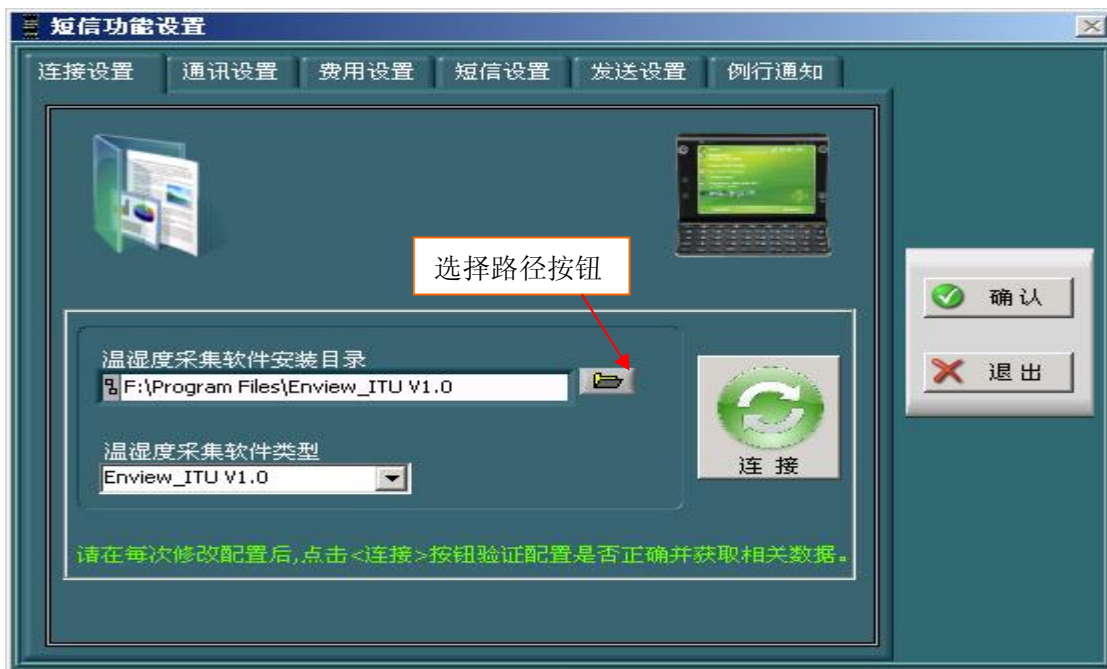 短信功能设置
连接设置 通讯设置 费用设置 短信设置 发送设置 例行通知
选择路径按钮
确认
温湿度采集软件安装目录
F:\Program Files\Enview_ITU V1.0
退出
温湿度采集软件类型
Enview_ITU V1.0
连接
请在每次修改配置后,点击<连接>按钮验证配置是否正确并获取相关数据。